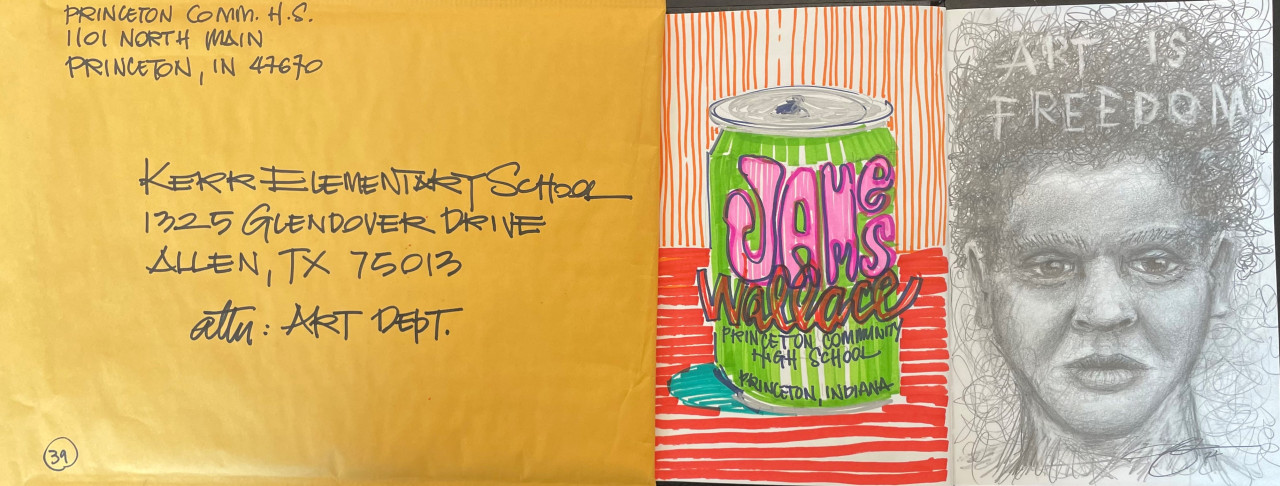 PRINCETON COMM. H.S.
1101 NORTH MAIN
PRINCETON, IN 47670
KERR ELEMENTARY SCHOOL
1325 GLENDOVER DRIVE
ALLEN, TX 75013
attn: ART DEPT.
39
JAMes
Wallace
PRINCETON COMMUNITY
HIGH SCHOOL
PRINCETON, INDIANA
ART IS
FREEDOM